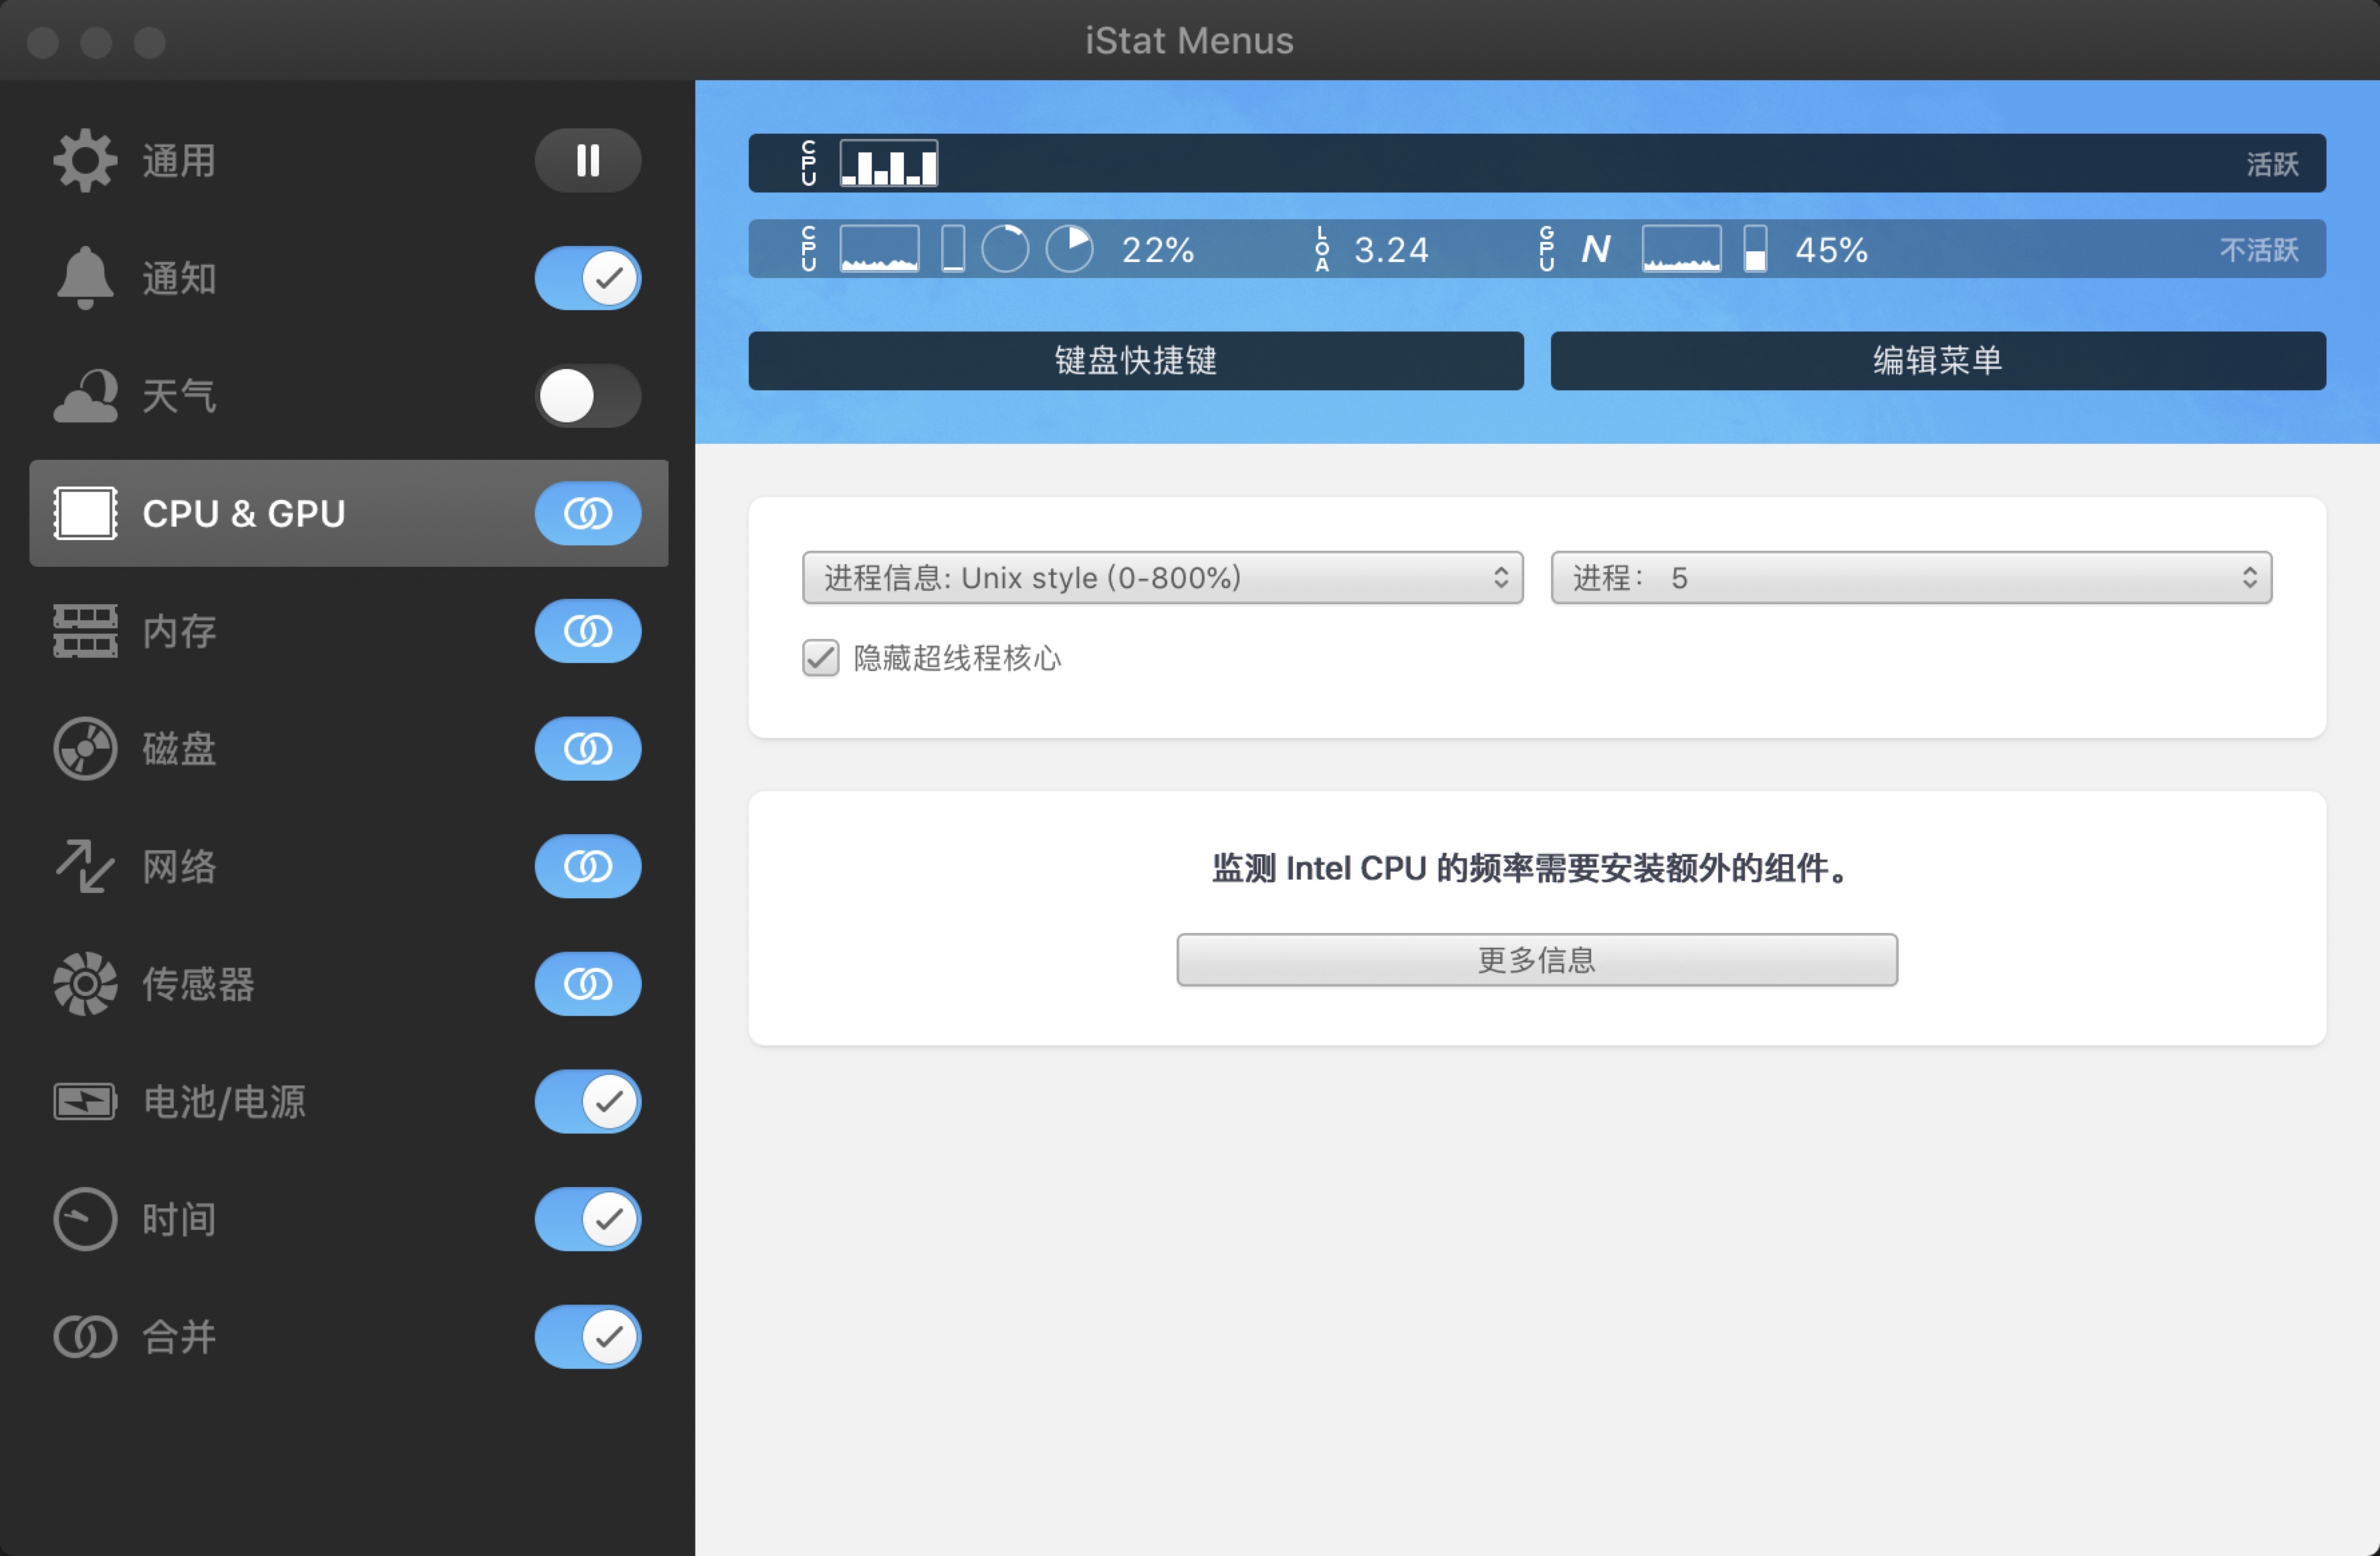 iStat Menus
通用
通知
天气
CPU & GPU
内存
磁盘
网络
传感器
电池/电源
时间
合并
CPU 活跃
CPU 22% LOA 3.24 GPU N 45% 不活跃
键盘快捷键 编辑菜单
进程信息: Unix style (0-800%) 进程: 5
隐藏超线程核心
监测 Intel CPU 的频率需要安装额外的组件。
更多信息